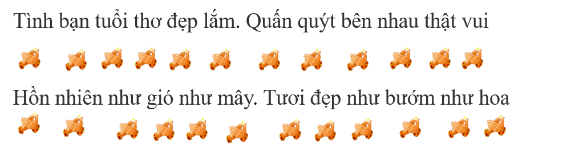 Tình bạn tuổi thơ đẹp lắm. Quấn quýt bên nhau thật vui
Hồn nhiên như gió như mây. Tươi đẹp như bướm như hoa